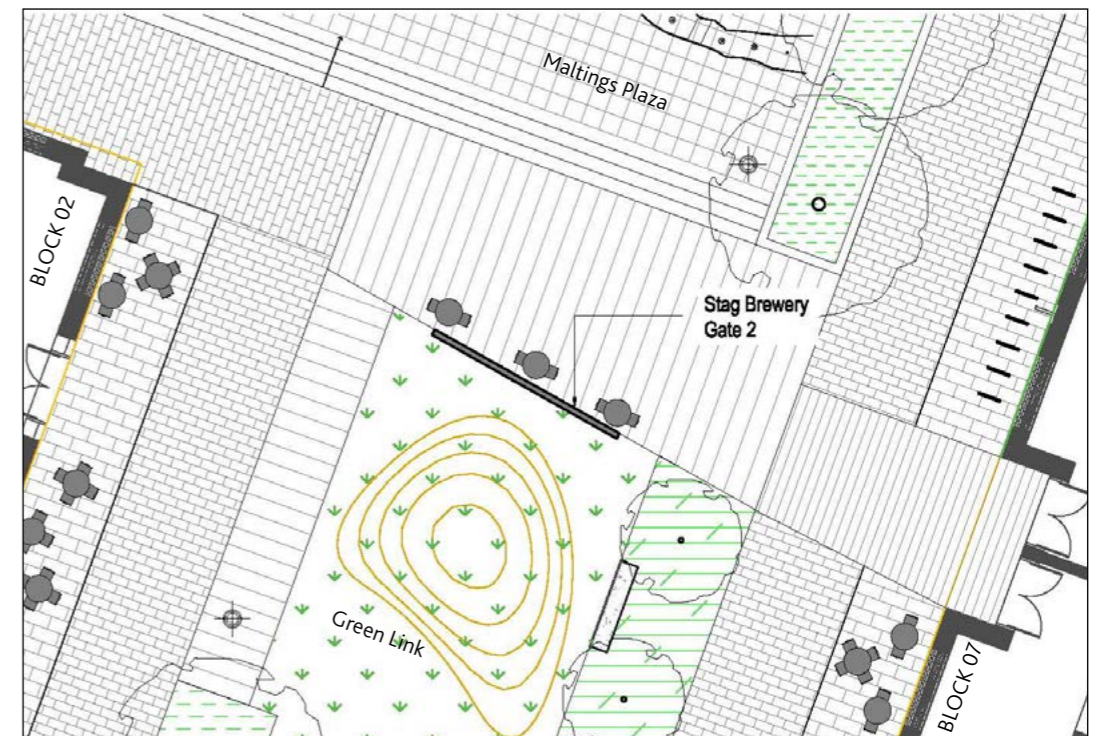 Maltings Plaza
BLOCK 02
Stag Brewery
Gate 2
Green Link
BLOCK 07